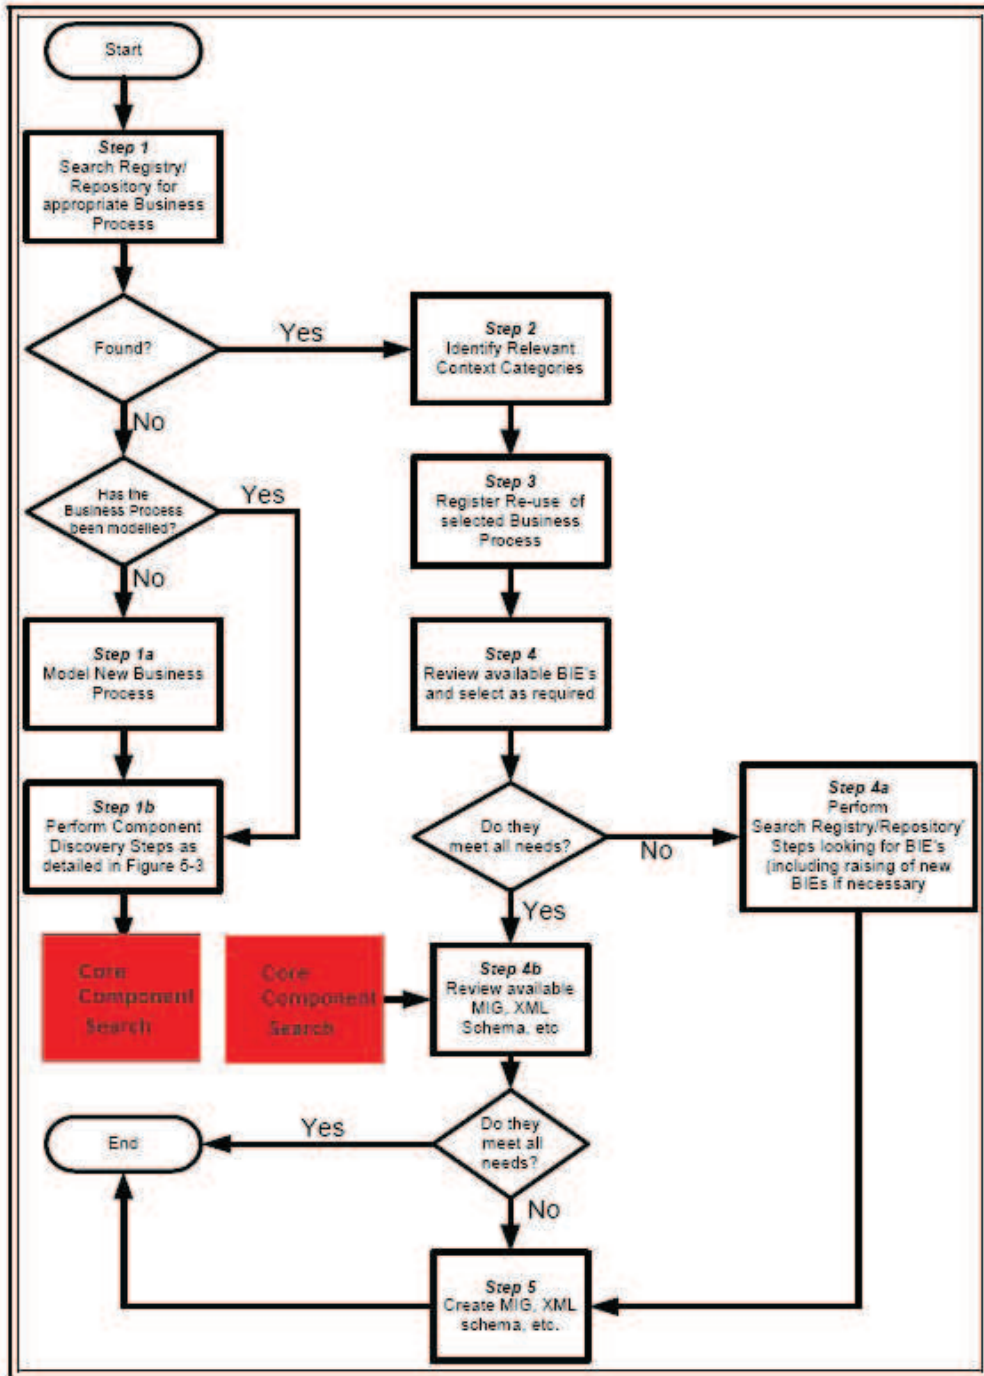 Start
Step 1
Search Registry/
Repository for
appropriate Business
Process
Found?
Yes
No
Step 2
Identify Relevant
Context Categories
Has the
Business Process
been modelled?
Yes
No
Step 3
Register Re-use of
selected Business
Process
Step 1a
Model New Business
Process
Step 4
Review available BIE's
and select as required
Step 1b
Perform Component
Discovery Steps as
detailed in Figure 5-3
Do they
meet all needs?
No
Yes
Step 4a
Perform
Search Registry/Repository'
Steps looking for BIE's
(including raising of new
BIEs if necessary
Core
Component
Search
Core
Component
Search
Step 4b
Review available
MIG, XML
Schema, etc
Do they
meet all
needs?
Yes
No
End
Step 5
Create MIG, XML
schema, etc.